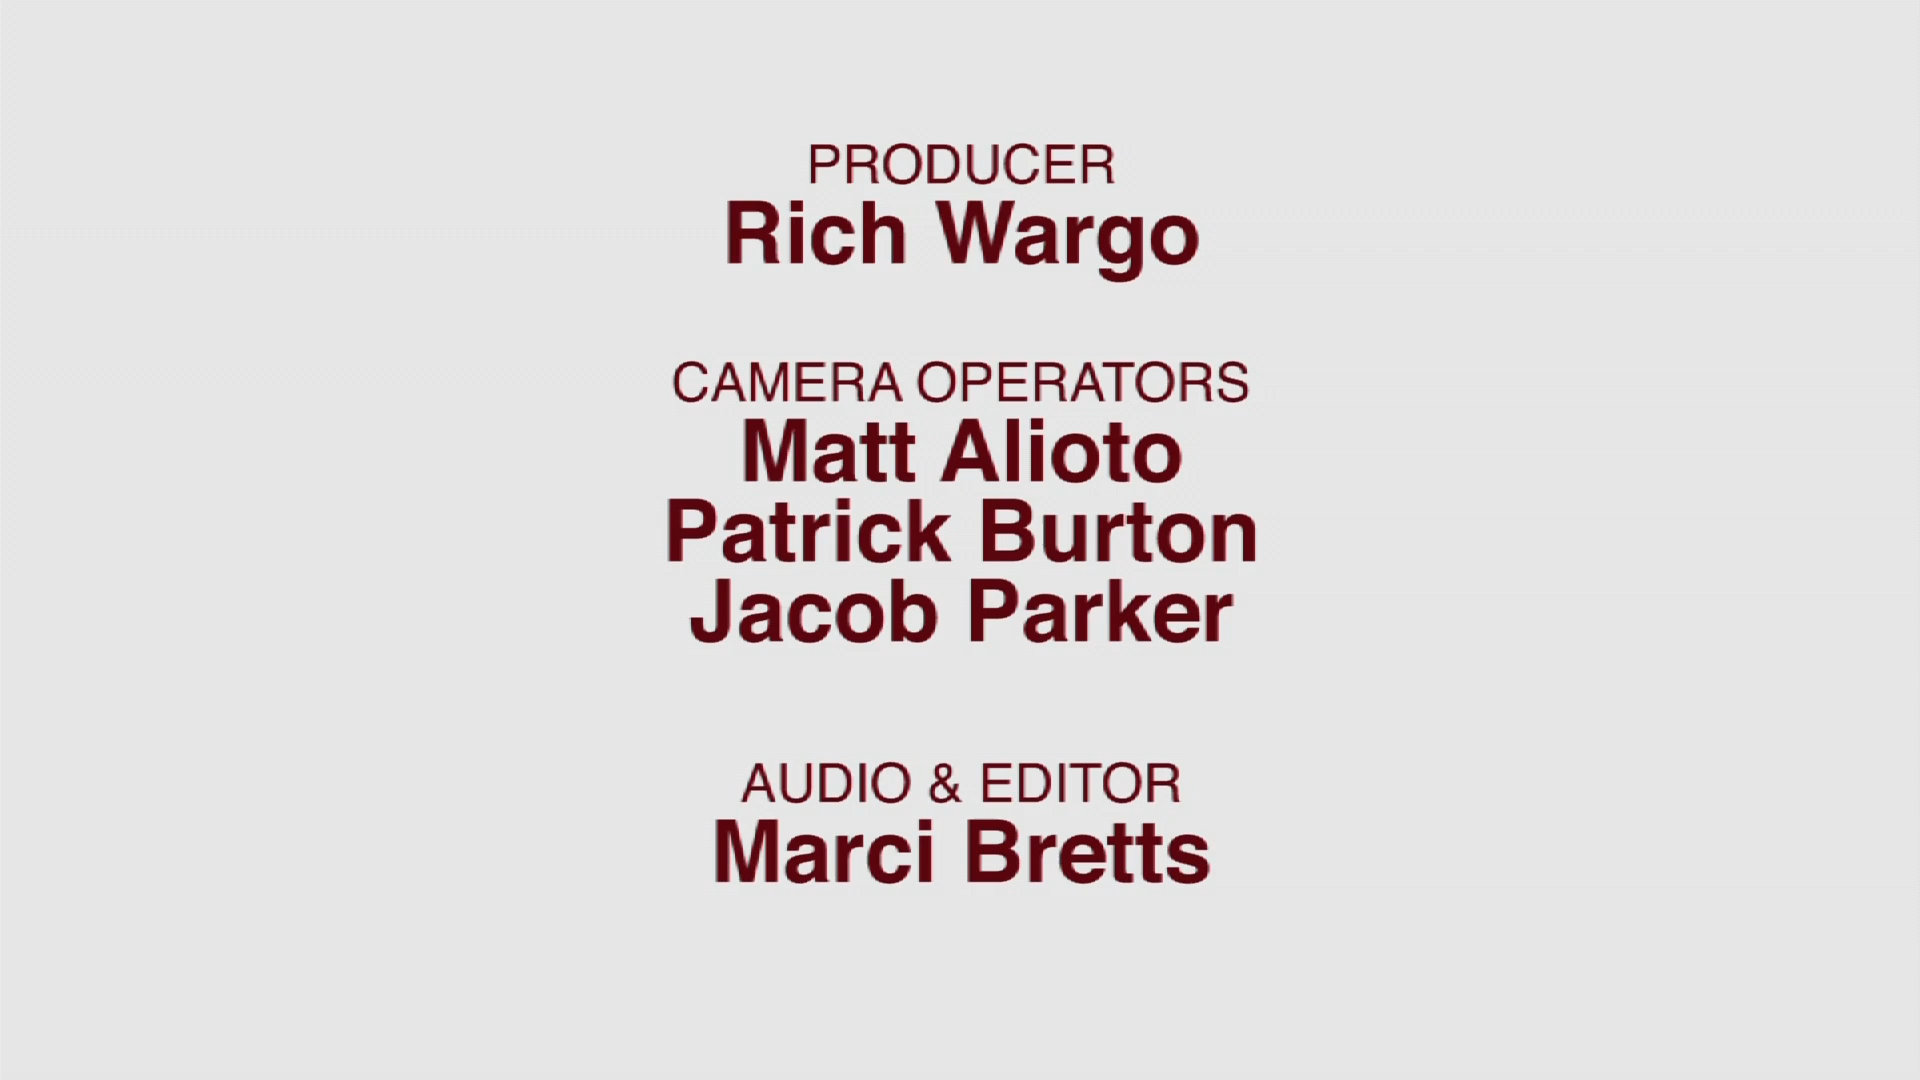 PRODUCER
Rich Wargo
CAMERA OPERATORS
Matt Alioto
Patrick Burton
Jacob Parker
AUDIO & EDITOR
Marci Bretts